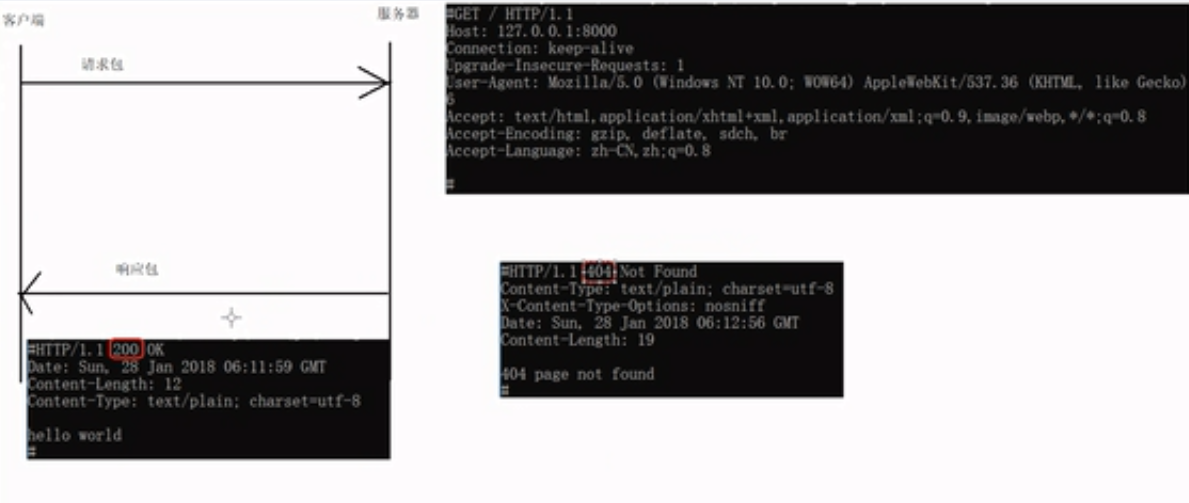 客户端
服务器
请求包
响应包
#HTTP/1.1 200 OK
Date: Sun, 28 Jan 2018 06:11:59 GMT
Content-Length: 12
Content-Type: text/plain; charset=utf-8
hello world
#
#GET / HTTP/1.1
Host: 127.0.0.1:8000
Connection: keep-alive
Upgrade-Insecure-Requests: 1
User-Agent: Mozilla/5.0 (Windows NT 10.0; WOW64) AppleWebKit/537.36 (KHTML, like Gecko)
6
Accept: text/html,application/xhtml+xml,application/xml;q=0.9,image/webp,*/*;q=0.8
Accept-Encoding: gzip, deflate, sdch, br
Accept-Language: zh-CN,zh;q=0.8
#
#HTTP/1.1 404 Not Found
Content-Type: text/plain; charset=utf-8
X-Content-Type-Options: nosniff
Date: Sun, 28 Jan 2018 06:12:56 GMT
Content-Length: 19
404 page not found
#